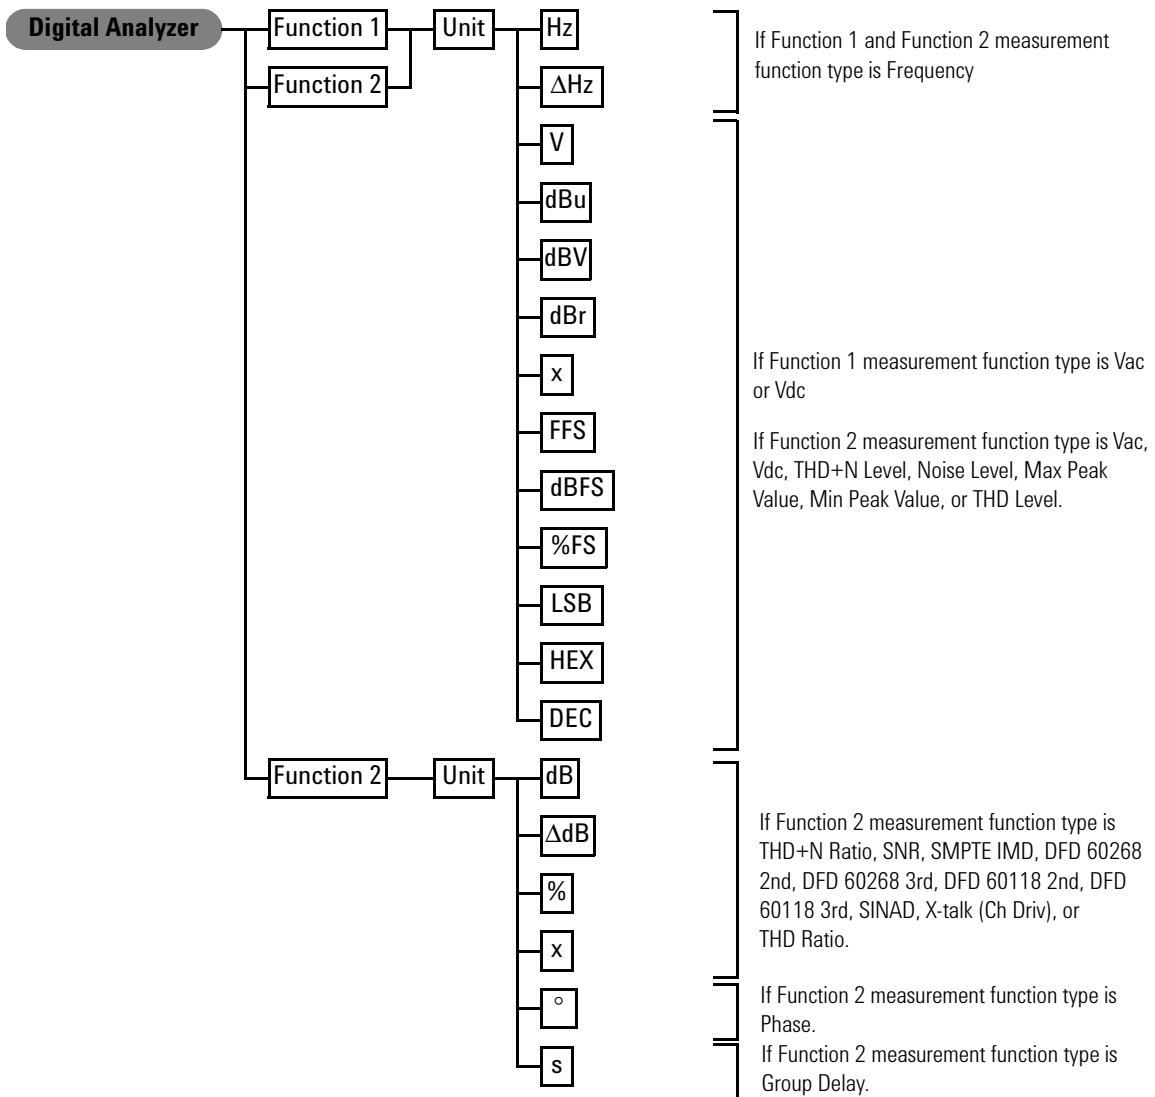 Digital Analyzer
Function 1
Unit
Hz
If Function 1 and Function 2 measurement
function type is Frequency
Function 2
ΔHz
V
dBu
dBV
dBr
x
If Function 1 measurement function type is Vac
or Vdc
FFS
If Function 2 measurement function type is Vac,
Vdc, THD+N Level, Noise Level, Max Peak
Value, Min Peak Value, or THD Level.
dBFS
%FS
LSB
HEX
DEC
Function 2
Unit
dB
ΔdB
If Function 2 measurement function type is
THD+N Ratio, SNR, SMPTE IMD, DFD 60268
2nd, DFD 60268 3rd, DFD 60118 2nd, DFD
60118 3rd, SINAD, X-talk (Ch Driv), or
THD Ratio.
%
x
°
If Function 2 measurement function type is
Phase.
s
If Function 2 measurement function type is
Group Delay.